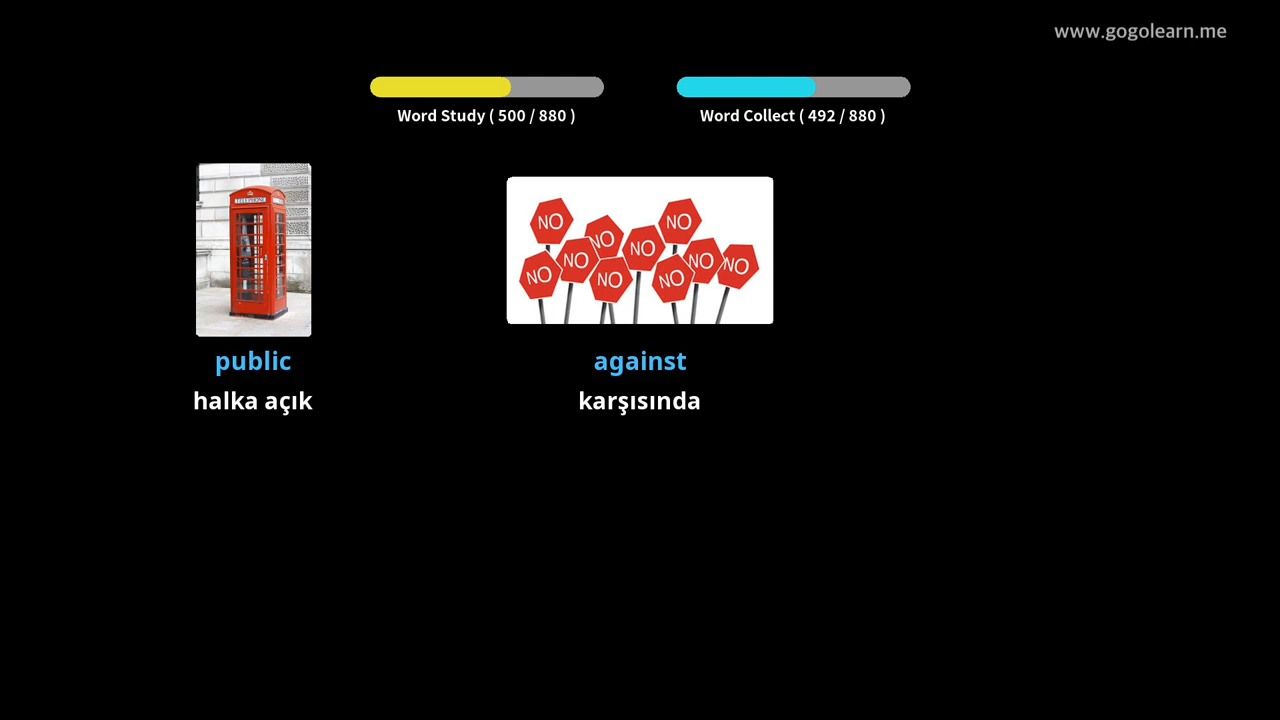 www.gogolearn.me
Word Study ( 500 / 880 )
Word Collect ( 492 / 880 )
TELEPHONE
public
halka açık
NO
NO
NO
NO
NO
NO
NO
NO
NO
NO
against
karşısında